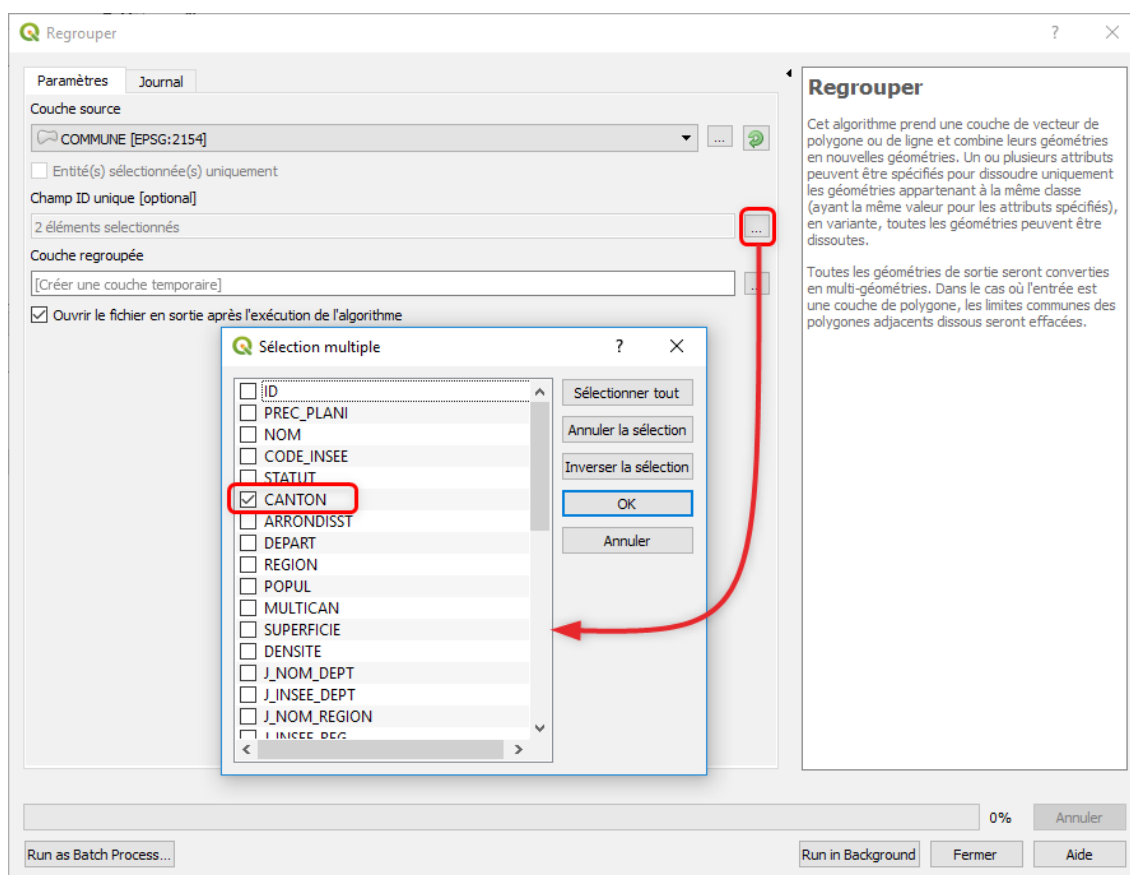 Regrouper
Paramètres
Journal
Couche source
COMMUNE [EPSG:2154]
...
Entité(s) sélectionnée(s) uniquement
Champ ID unique [optional]
2 éléments selectionnés
...
Couche regroupée
[Créer une couche temporaire]
...
Ouvrir le fichier en sortie après l'exécution de l'algorithme
Regrouper
Cet algorithme prend une couche de vecteur de
polygone ou de ligne et combine leurs géométries
en nouvelles géométries. Un ou plusieurs attributs
peuvent être spécifiés pour dissoudre uniquement
les géométries appartenant à la même classe
(ayant la même valeur pour les attributs spécifiés),
en variante, toutes les géométries peuvent être
dissoutes.
Toutes les géométries de sortie seront converties
en multi-géométries. Dans le cas où l'entrée est
une couche de polygone, les limites communes des
polygones adjacents dissous seront effacées.
Sélection multiple
ID
PREC_PLANI
NOM
CODE_INSEE
STATUT
CANTON
ARRONDISST
DEPART
REGION
POPUL
MULTICAN
SUPERFICIE
DENSITE
J_NOM_DEPT
J_INSEE_DEPT
J_NOM_REGION
J_INSEE_REG
Sélectionner tout
Annuler la sélection
Inverser la sélection
OK
Annuler
0%
Annuler
Run as Batch Process...
Run in Background
Fermer
Aide